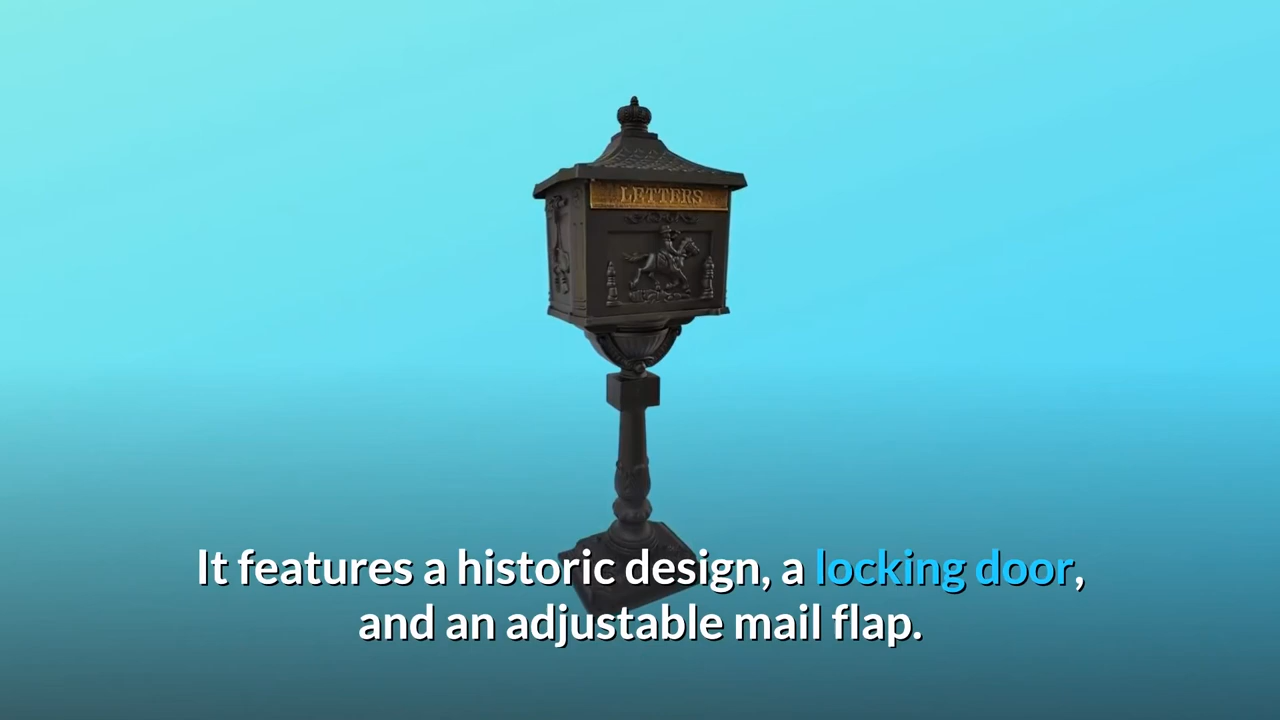 LETTERS
It features a historic design, a locking door,
and an adjustable mail flap.